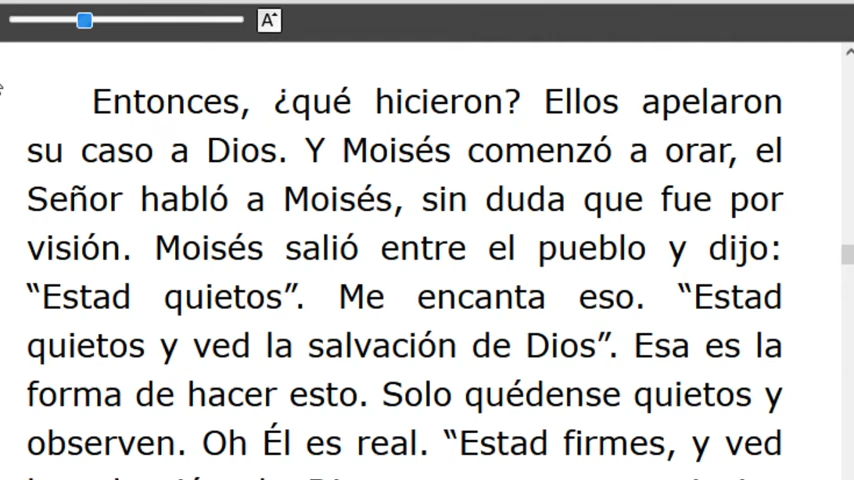 A
Entonces, ¿qué hicieron? Ellos apelaron
su caso a Dios. Y Moisés comenzó a orar, el
Señor habló a Moisés, sin duda que fue por
visión. Moisés salió entre el pueblo y dijo:
“Estad quietos”. Me encanta eso. “Estad
quietos y ved la salvación de Dios”. Esa es la
forma de hacer esto. Solo quédense quietos y
observen. Oh Él es real. “Estad firmes, y ved